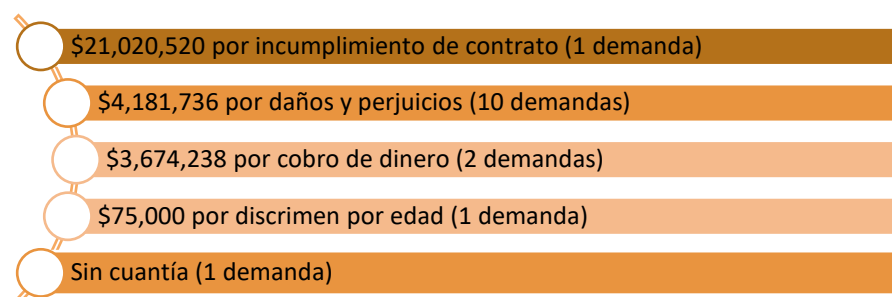 $21,020,520 por incumplimiento de contrato (1 demanda)
$4,181,736 por daños y perjuicios (10 demandas)
$3,674,238 por cobro de dinero (2 demandas)
$75,000 por discrimen por edad (1 demanda)
Sin cuantía (1 demanda)